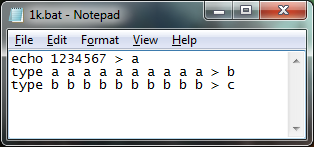 1k.bat - Notepad
File Edit Format View Help
echo 1234567 > a
type a a a a a a a a a a > b
type b b b b b b b b b b > c